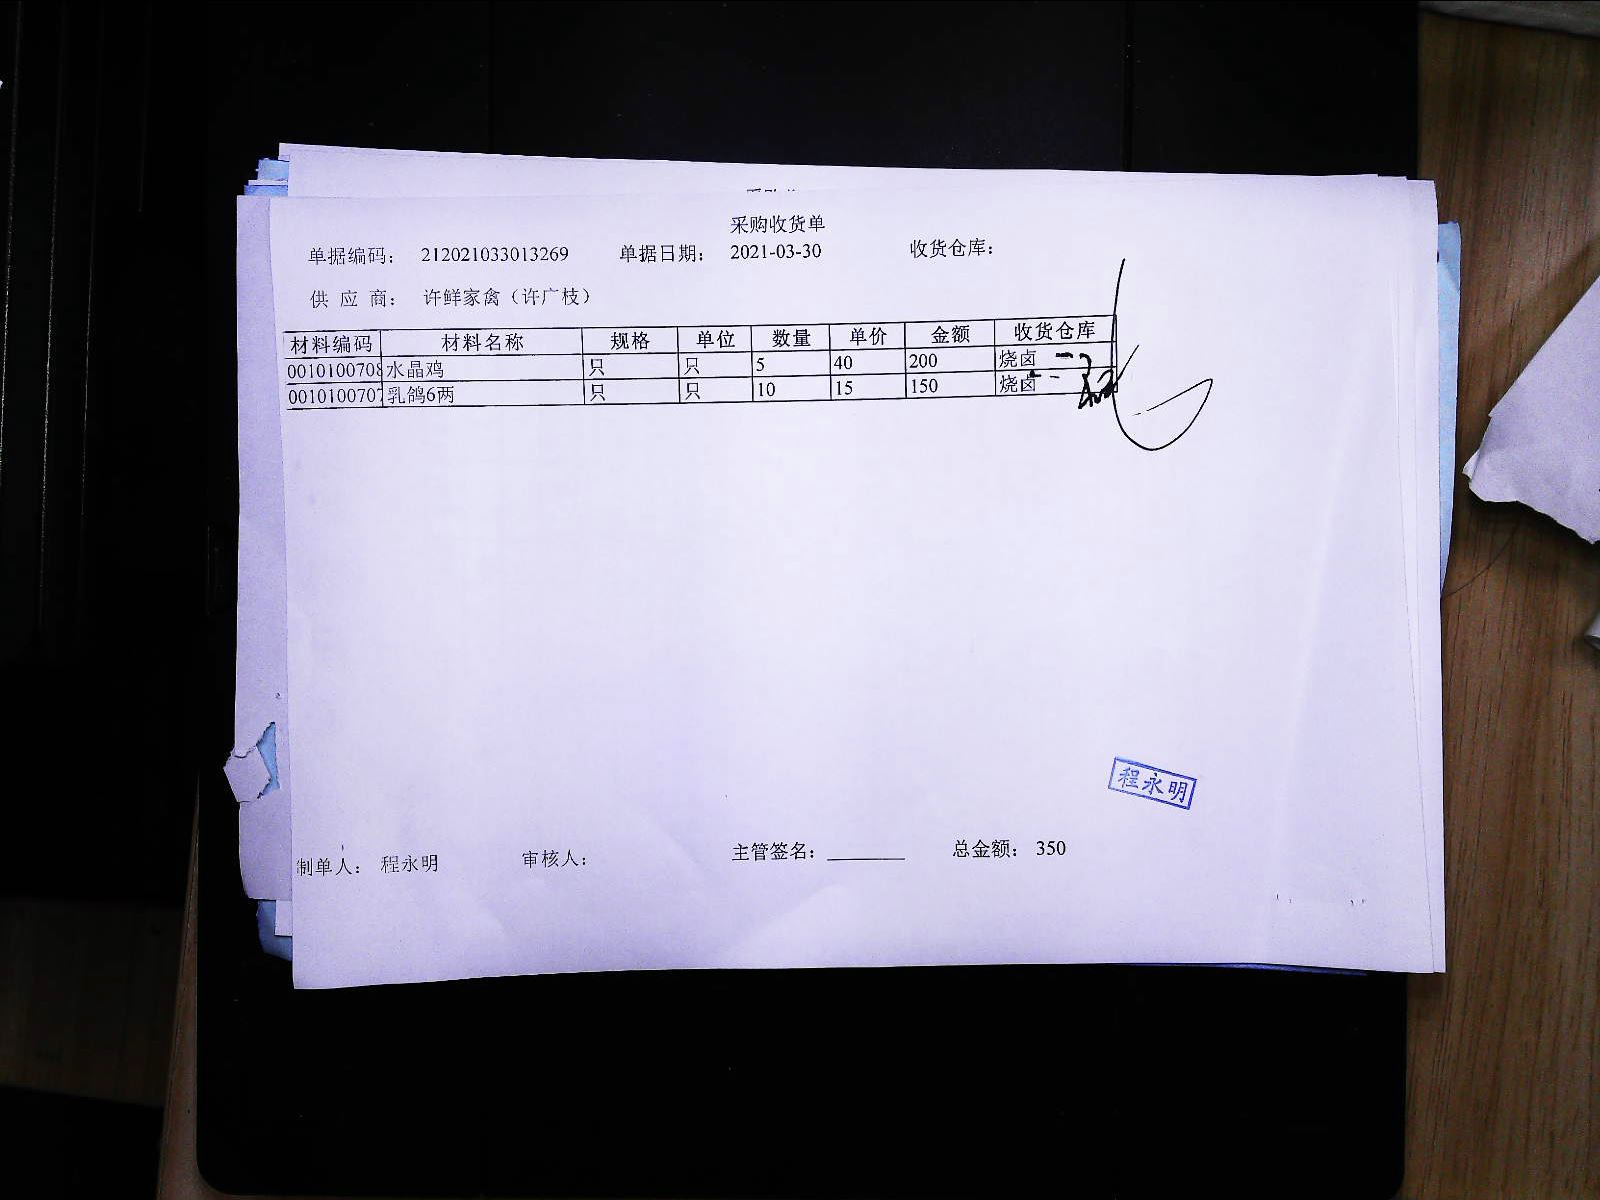 采购收货单
单据编码： 212021033013269 单据日期： 2021-03-30 收货仓库：
供 应 商： 许鲜家禽（许广枝）
材料编码 材料名称 规格 单位 数量 单价 金额 收货仓库
0010100708 水晶鸡 只 只 5 40 200 烧卤
0010100707 乳鸽6两 只 只 10 15 150 烧卤
程永明
制单人： 程永明 审核人： 主管签名： 总金额： 350